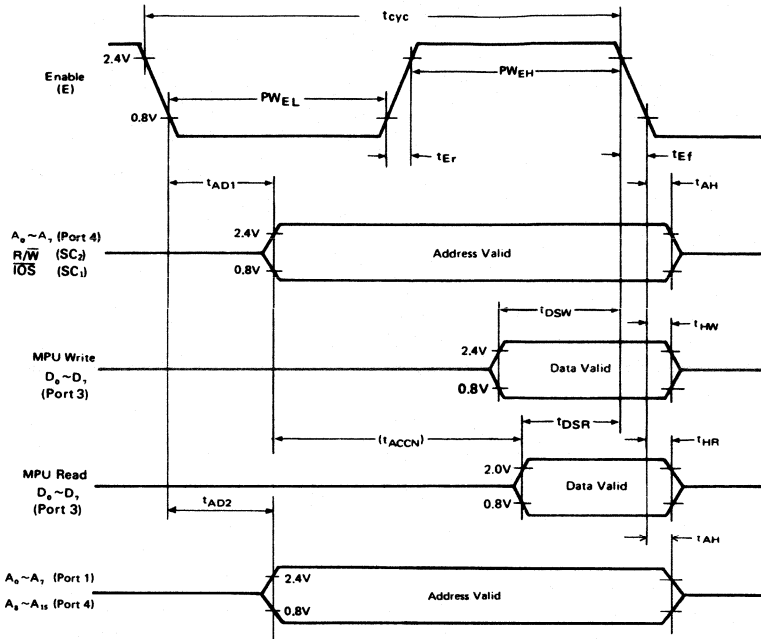 tcyc
2.4V
Enable
(E)
PWEL
PWEH
0.8V
tEr
tEf
tAD1
tAH
A₀~A₇ (Port 4)
R/W̅ (SC₂)
I̅O̅S̅ (SC₁)
2.4V
0.8V
Address Valid
tDSW
tHW
MPU Write
D₀~D₇
(Port 3)
2.4V
0.8V
Data Valid
(tACCN)
tDSR
tHR
MPU Read
D₀~D₇
(Port 3)
2.0V
0.8V
Data Valid
tAD2
tAH
A₀~A₇ (Port 1)
A₈~A₁₅ (Port 4)
2.4V
0.8V
Address Valid